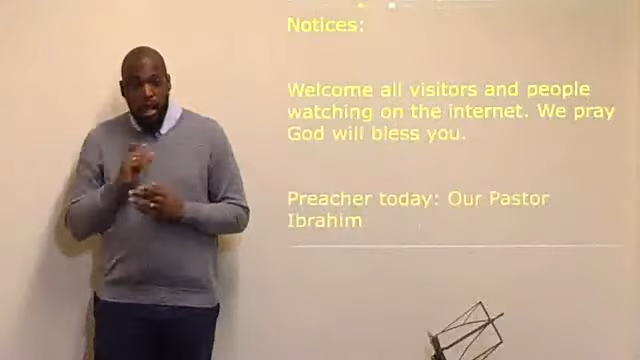 Notices:
Welcome all visitors and people
watching on the internet. We pray
God will bless you.
Preacher today: Our Pastor
Ibrahim